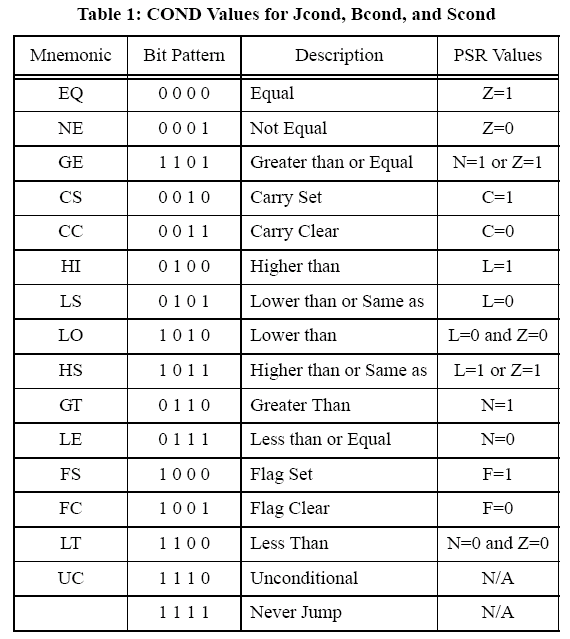 Table 1: COND Values for Jcond, Bcond, and Scond
Mnemonic Bit Pattern Description PSR Values
EQ 0 0 0 0 Equal Z=1
NE 0 0 0 1 Not Equal Z=0
GE 1 1 0 1 Greater than or Equal N=1 or Z=1
CS 0 0 1 0 Carry Set C=1
CC 0 0 1 1 Carry Clear C=0
HI 0 1 0 0 Higher than L=1
LS 0 1 0 1 Lower than or Same as L=0
LO 1 0 1 0 Lower than L=0 and Z=0
HS 1 0 1 1 Higher than or Same as L=1 or Z=1
GT 0 1 1 0 Greater Than N=1
LE 0 1 1 1 Less than or Equal N=0
FS 1 0 0 0 Flag Set F=1
FC 1 0 0 1 Flag Clear F=0
LT 1 1 0 0 Less Than N=0 and Z=0
UC 1 1 1 0 Unconditional N/A
1 1 1 1 Never Jump N/A